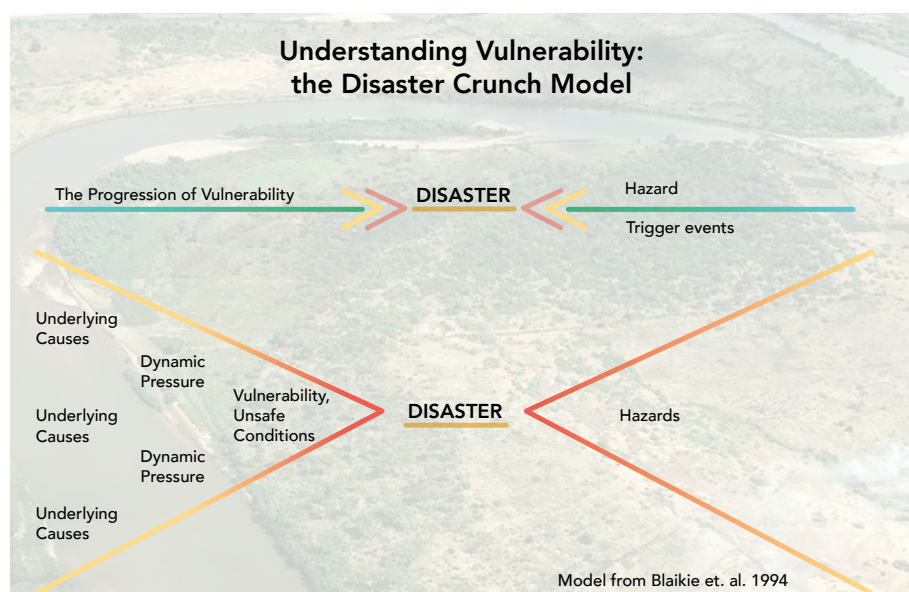 Understanding Vulnerability:
the Disaster Crunch Model
The Progression of Vulnerability
DISASTER
Hazard
Trigger events
Underlying
Causes
Dynamic
Pressure
Underlying
Causes
Vulnerability,
Unsafe
Conditions
DISASTER
Hazards
Dynamic
Pressure
Underlying
Causes
Model from Blaikie et. al. 1994